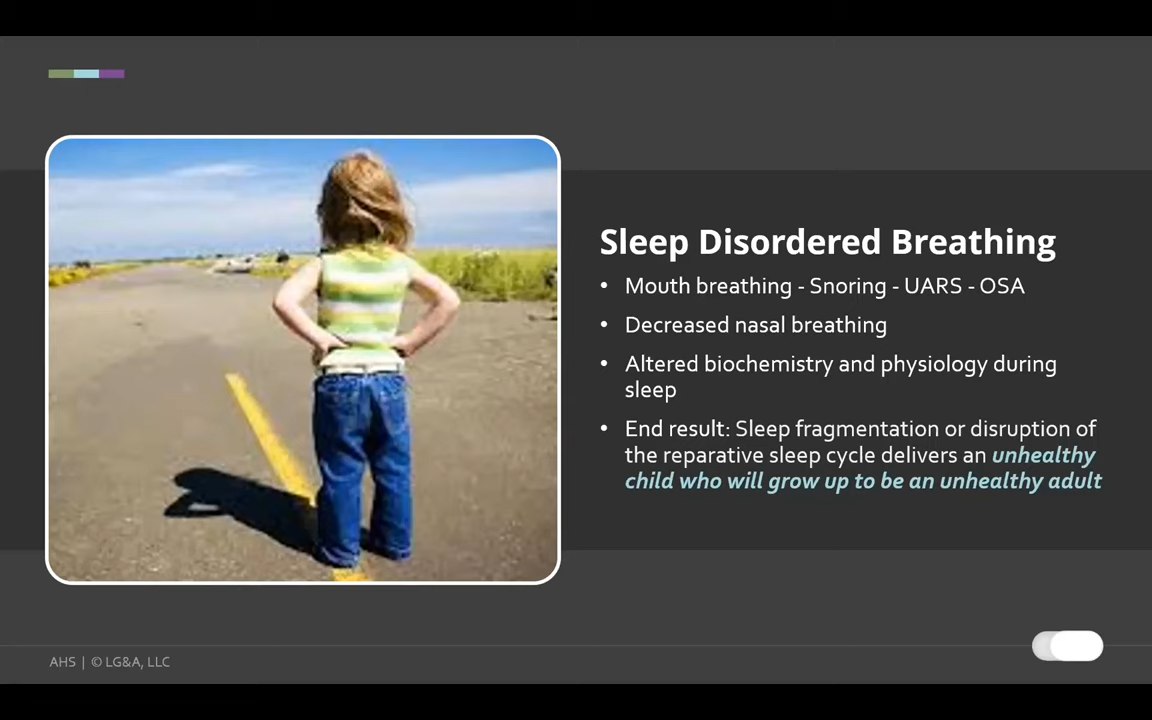 Sleep Disordered Breathing
• Mouth breathing - Snoring - UARS - OSA
• Decreased nasal breathing
• Altered biochemistry and physiology during
sleep
• End result: Sleep fragmentation or disruption of
the reparative sleep cycle delivers an unhealthy
child who will grow up to be an unhealthy adult
AHS | © LG&A, LLC